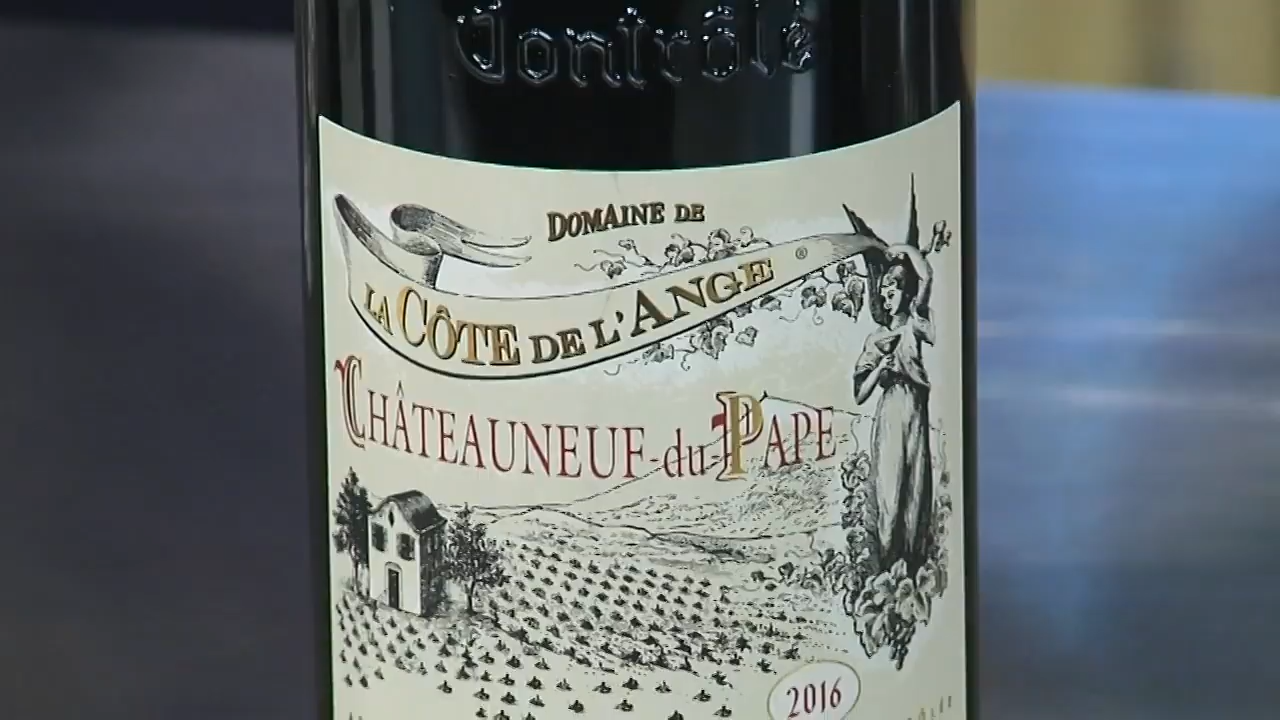 Contrôlé
DOMAINE DE
LA CÔTE DE L'ANGE ®
CHÂTEAUNEUF-du-PAPE
2016